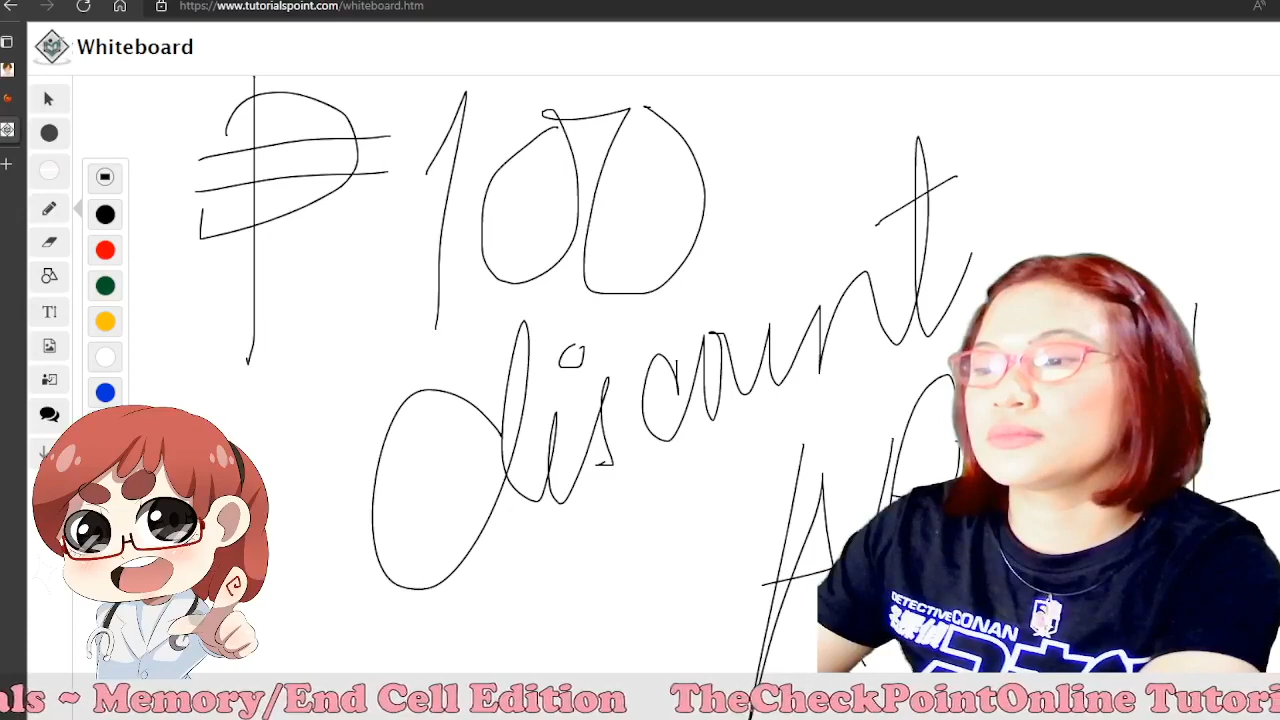 https://www.tutorialspoint.com/whiteboard.htm
Whiteboard
₱100
discount
DETECTIVE CONAN
als ~ Memory/End Cell Edition TheCheckPointOnline Tutori